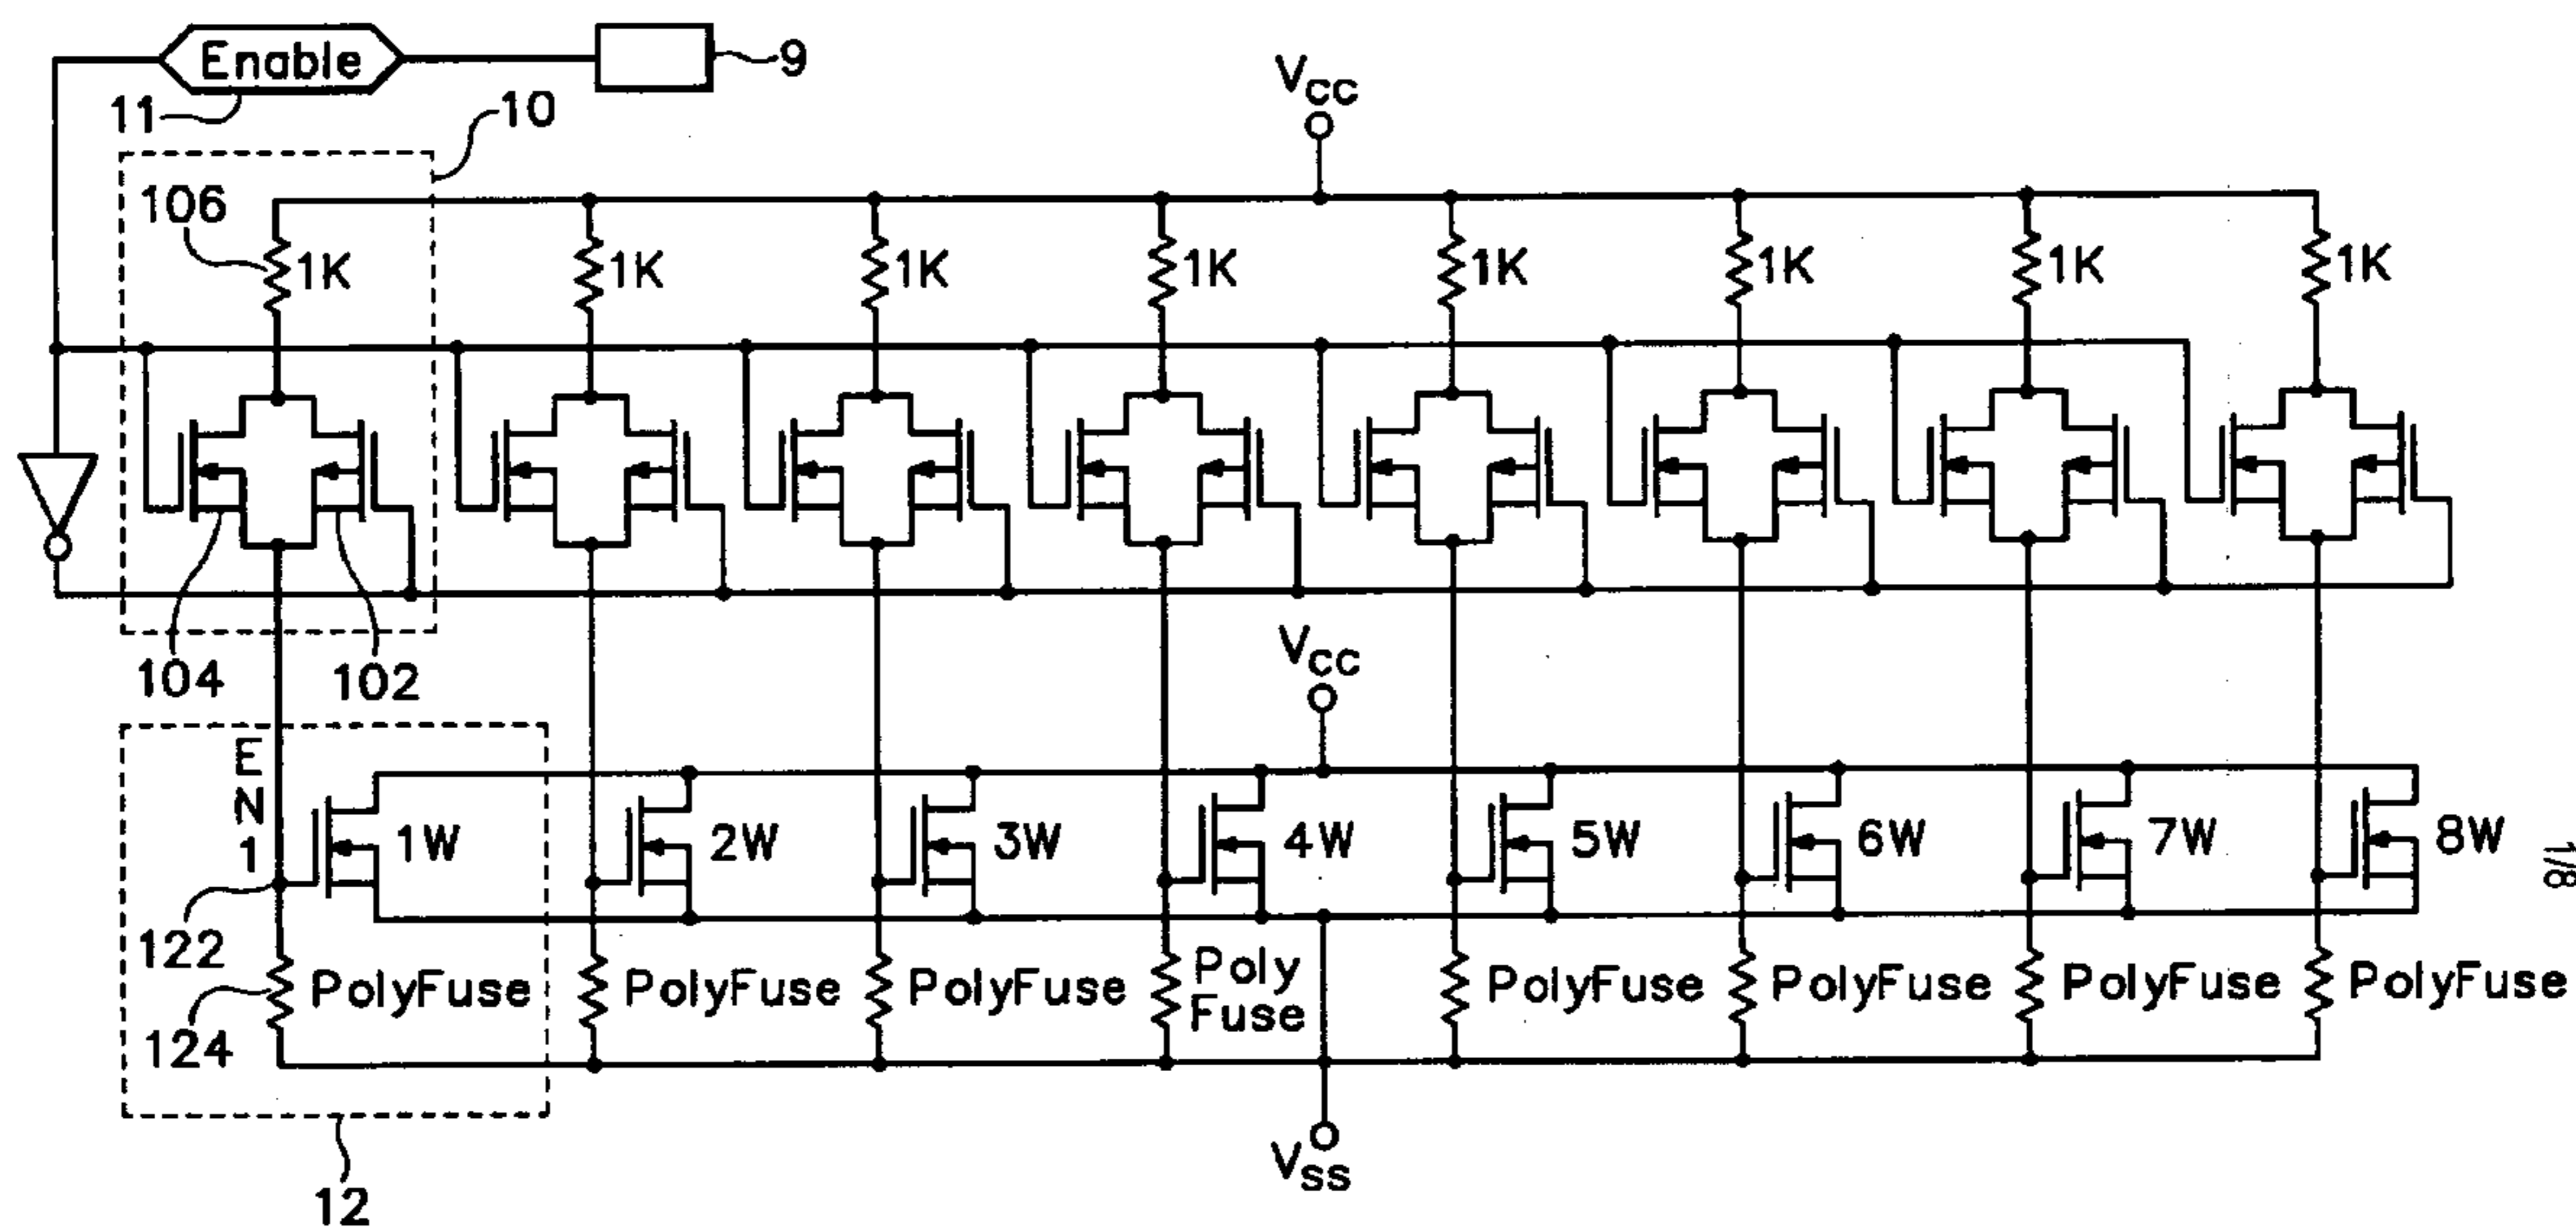 Enable
9
11
10
VCC
106
1K 1K 1K 1K 1K 1K 1K 1K
104
102
VCC
E
N
1
1W 2W 3W 4W 5W 6W 7W 8W
1/8
122
PolyFuse PolyFuse PolyFuse Poly
Fuse PolyFuse PolyFuse PolyFuse PolyFuse
124
VSS
12